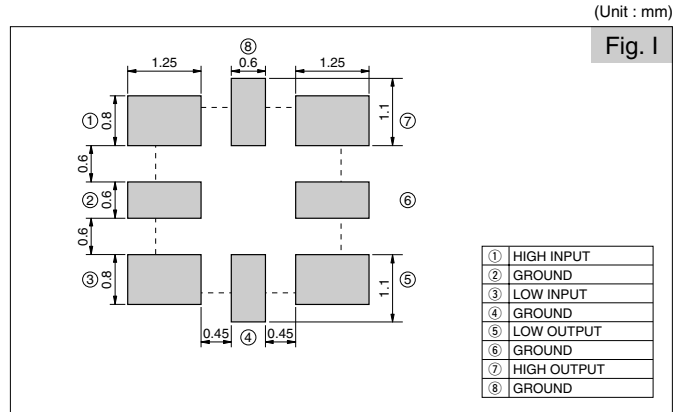 (Unit : mm)
Fig. I
⑧
1.25 0.6 1.25
① 0.8 1.1 ⑦
0.6
② 0.6 ⑥
0.6
③ 0.8 1.1 ⑤
0.45 ④ 0.45
① HIGH INPUT
② GROUND
③ LOW INPUT
④ GROUND
⑤ LOW OUTPUT
⑥ GROUND
⑦ HIGH OUTPUT
⑧ GROUND